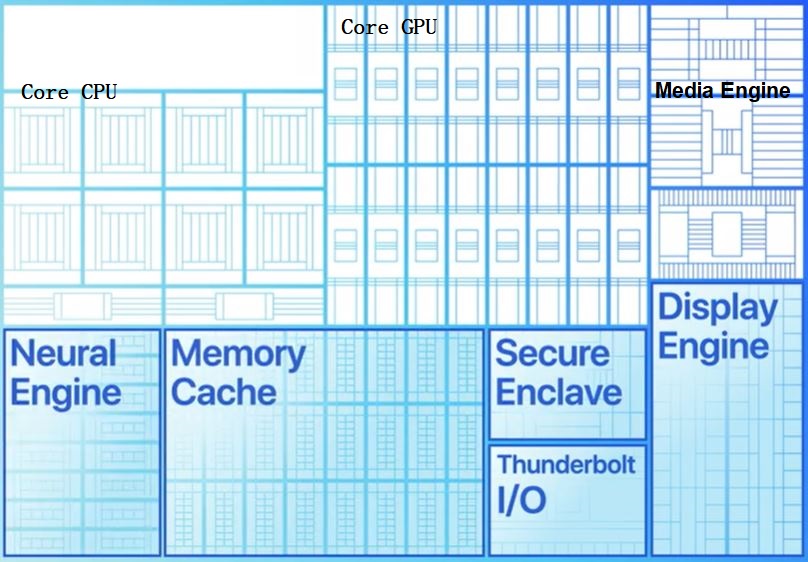 Core CPU
Core GPU
Media Engine
Neural
Engine
Memory
Cache
Secure
Enclave
Thunderbolt
I/O
Display
Engine